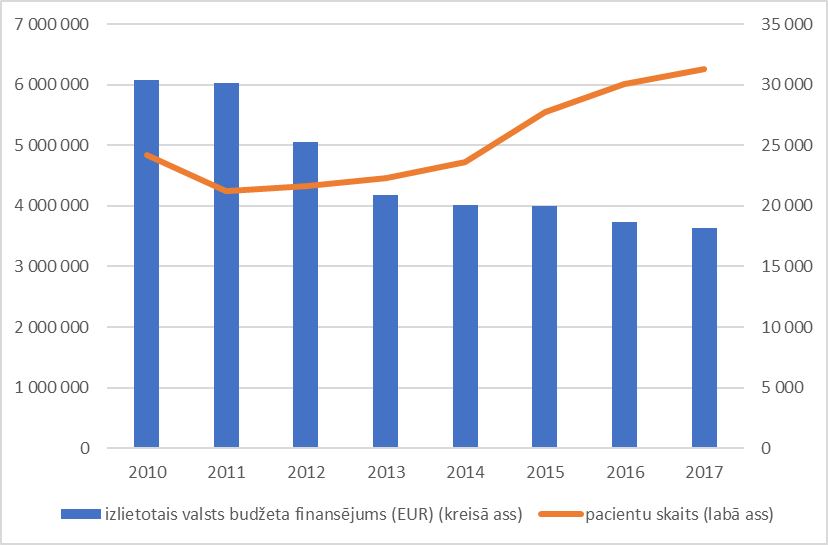 7 000 000
6 000 000
5 000 000
4 000 000
3 000 000
2 000 000
1 000 000
0
35 000
30 000
25 000
20 000
15 000
10 000
5 000
0
2010 2011 2012 2013 2014 2015 2016 2017
izlietotais valsts budžeta finansējums (EUR) (kreisā ass) pacientu skaits (labā ass)